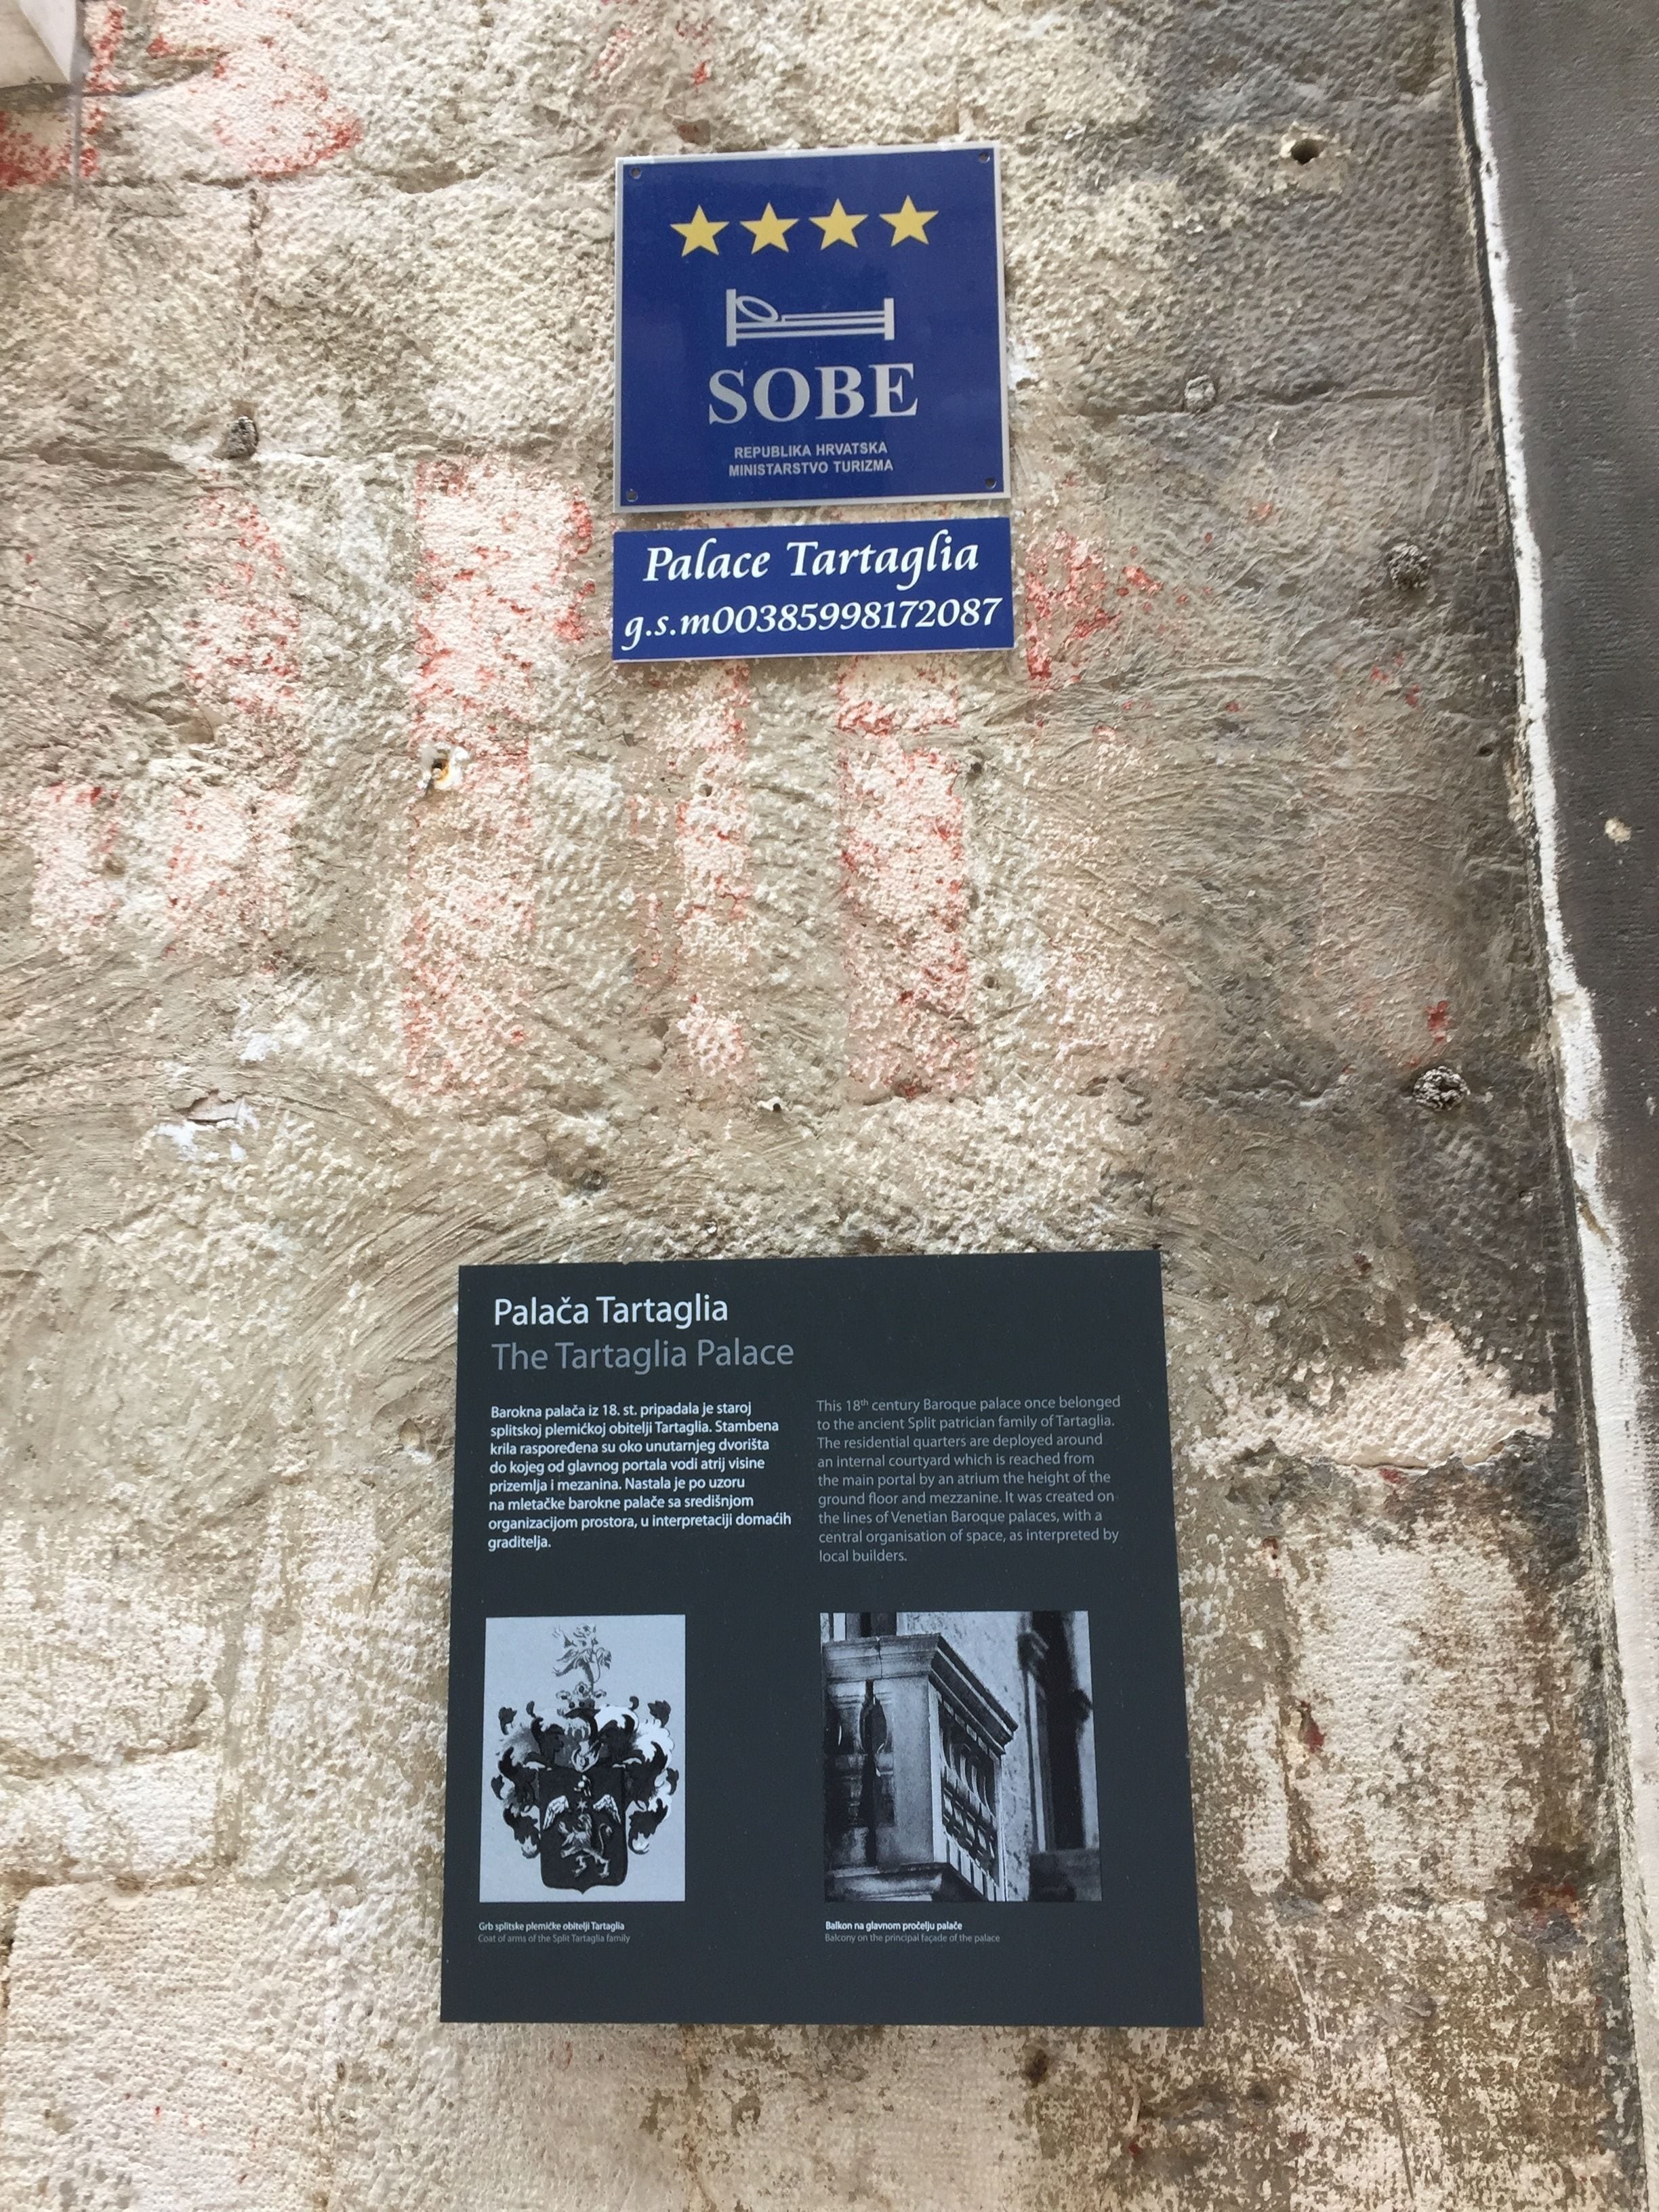 SOBE
REPUBLIKA HRVATSKA
MINISTARSTVO TURIZMA
Palace Tartaglia
g.s.m00385998172087
Palača Tartaglia
The Tartaglia Palace
Barokna palača iz 18. st. pripadala je staroj
splitskoj plemićkoj obitelji Tartaglia. Stambena
krila raspoređena su oko unutarnjeg dvorišta
do kojeg od glavnog portala vodi atrij visine
prizemlja i mezanina. Nastala je po uzoru
na mletačke barokne palače sa središnjom
organizacijom prostora, u interpretaciji domaćih
graditelja.
This 18th century Baroque palace once belonged
to the ancient Split patrician family of Tartaglia.
The residential quarters are deployed around
an internal courtyard which is reached from
the main portal by an atrium the height of the
ground floor and mezzanine. It was created on
the lines of Venetian Baroque palaces, with a
central organisation of space, as interpreted by
local builders.
Grb splitske plemićke obitelji Tartaglia
Coat of arms of the Split Tartaglia family
Balkon na glavnom pročelju palače
Balcony on the principal façade of the palace